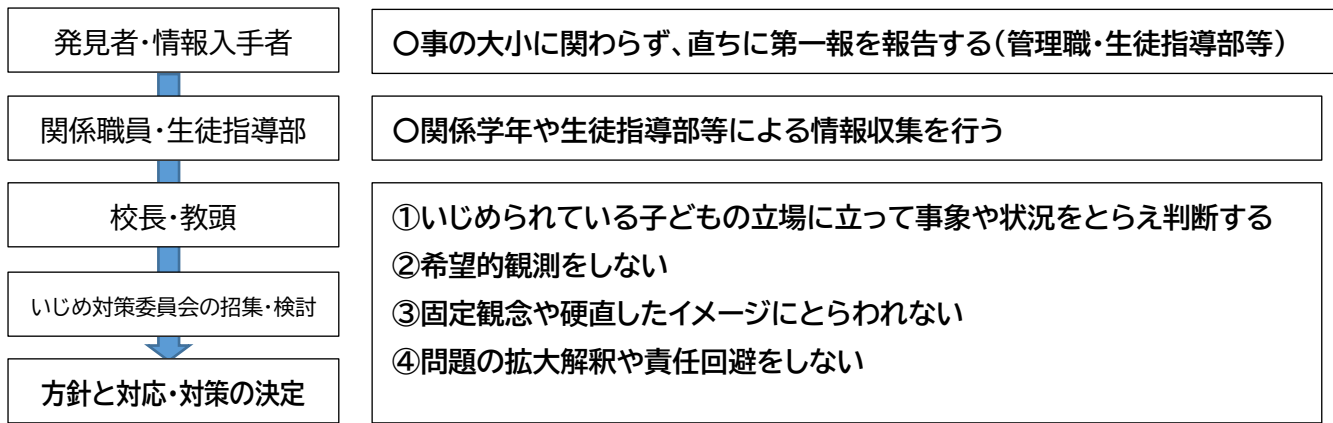 発見者・情報入手者
〇事の大小に関わらず、直ちに第一報を報告する（管理職・生徒指導部等）
関係職員・生徒指導部
〇関係学年や生徒指導部等による情報収集を行う
校長・教頭
いじめ対策委員会の招集・検討
方針と対応・対策の決定
①いじめられている子どもの立場に立って事象や状況をとらえ判断する
②希望的観測をしない
③固定観念や硬直したイメージにとらわれない
④問題の拡大解釈や責任回避をしない